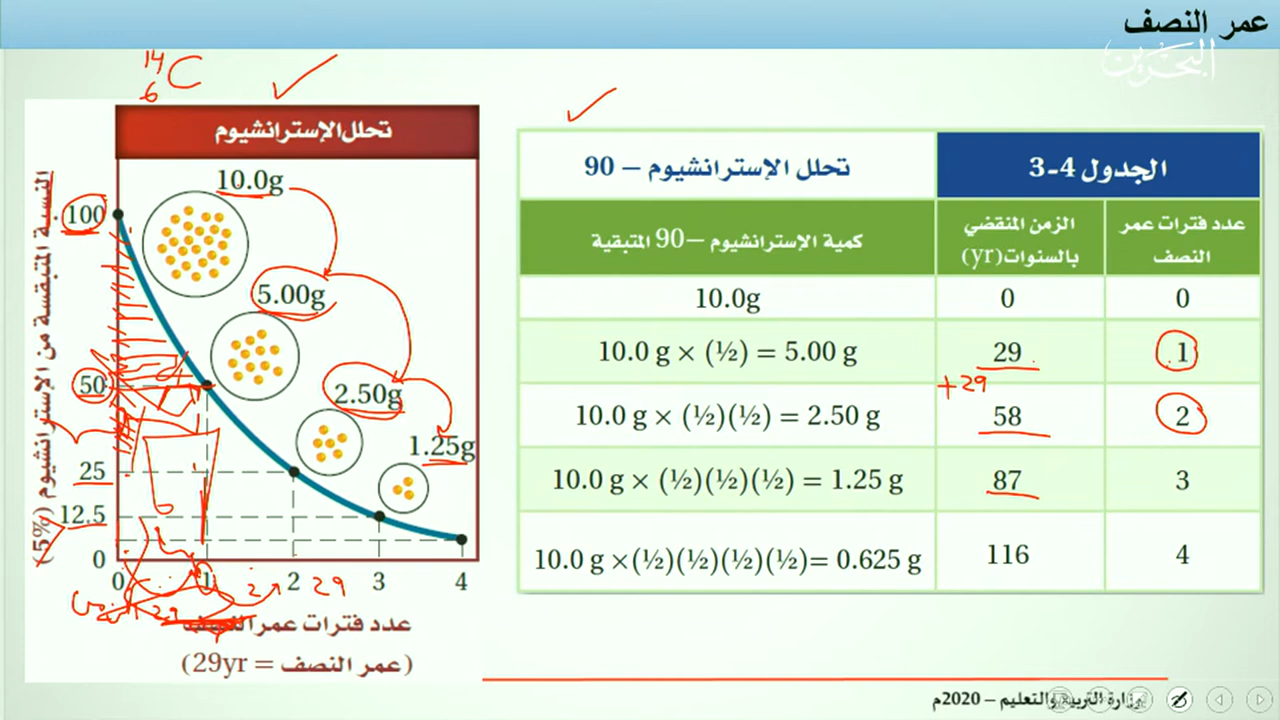 عمر النصف
البحرين
¹⁴₆C
تحلل الإسترانشيوم
النسبة المتبقية من الإسترانشيوم (5%)
10.0g
100
5.00g
50
2.50g
1.25g
25
12.5
0
0 1 2 3 4
29
عدد فترات عمر النصف
(عمر النصف = 29yr)
الجدول 4-3
تحلل الإسترانشيوم – 90
عدد فترات عمر النصف
الزمن المنقضي بالسنوات(yr)
كمية الإسترانشيوم –90 المتبقية
0 0 10.0g
1 29 10.0 g × (½) = 5.00 g
+29
2 58 10.0 g × (½)(½) = 2.50 g
3 87 10.0 g × (½)(½)(½) = 1.25 g
4 116 10.0 g ×(½)(½)(½)(½)= 0.625 g
وزارة التربية والتعليم – 2020م